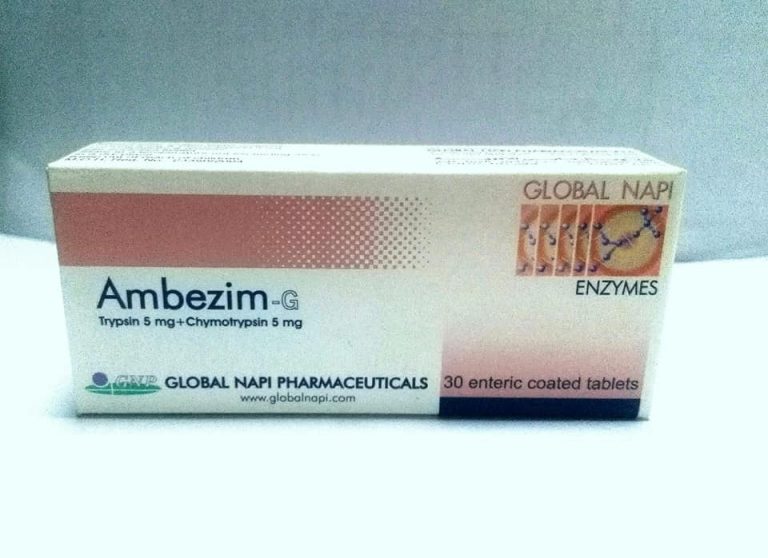 GLOBAL NAPI
ENZYMES
Ambezim-G
Trypsin 5 mg+Chymotrypsin 5 mg
GNP GLOBAL NAPI PHARMACEUTICALS
www.globalnapi.com
30 enteric coated tablets